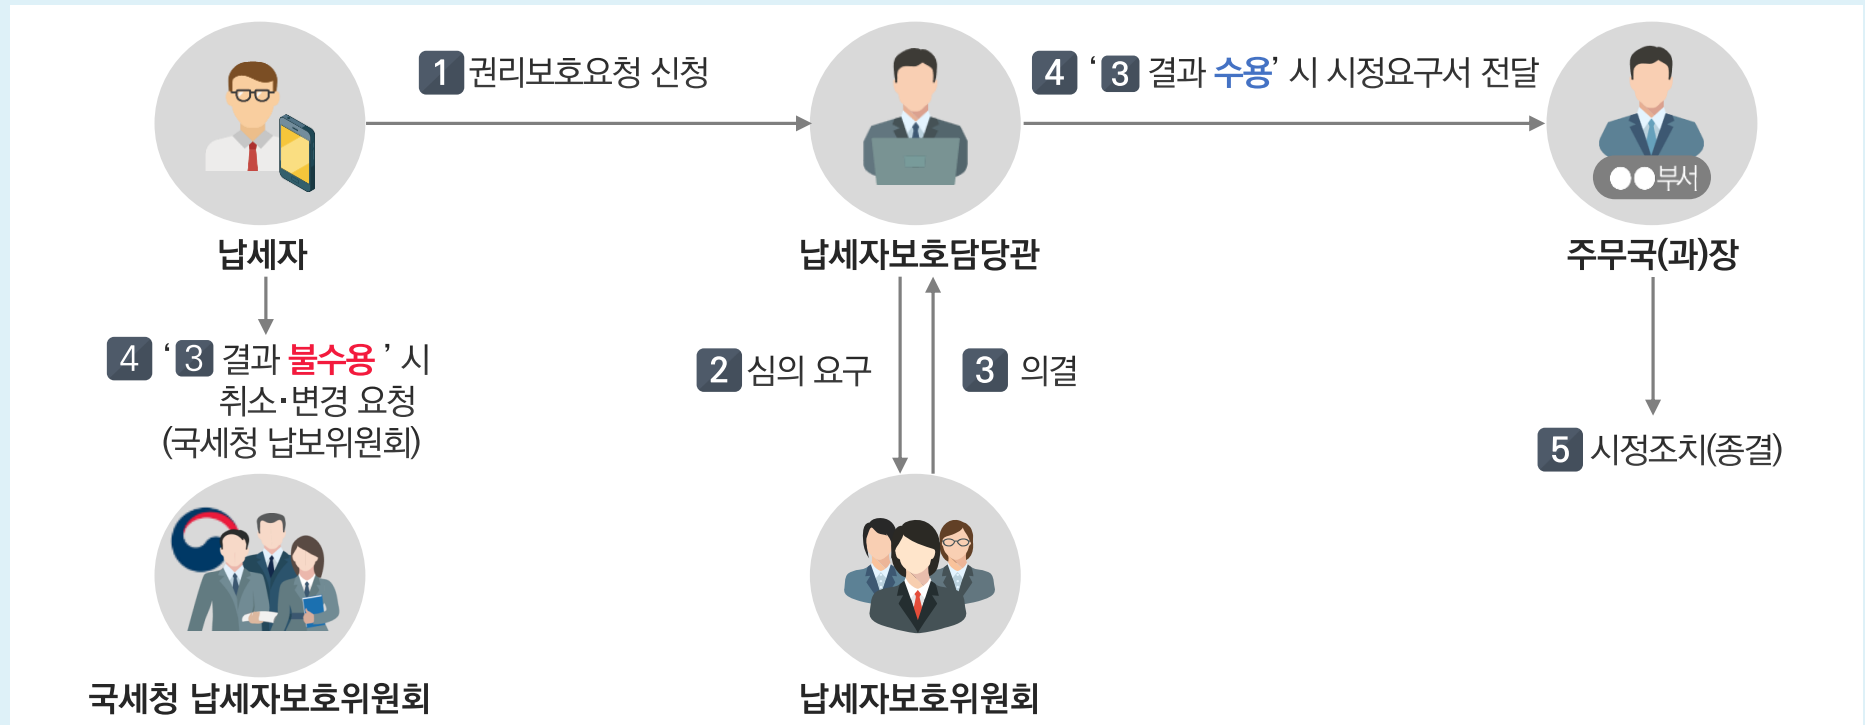 1 권리보호요청 신청
4 ‘ 3 결과 수용’ 시 시정요구서 전달
●●부서
납세자
납세자보호담당관
주무국(과)장
4 ‘ 3 결과 불수용 ’ 시
취소·변경 요청
(국세청 납보위원회)
2 심의 요구
3 의결
5 시정조치(종결)
국세청 납세자보호위원회
납세자보호위원회